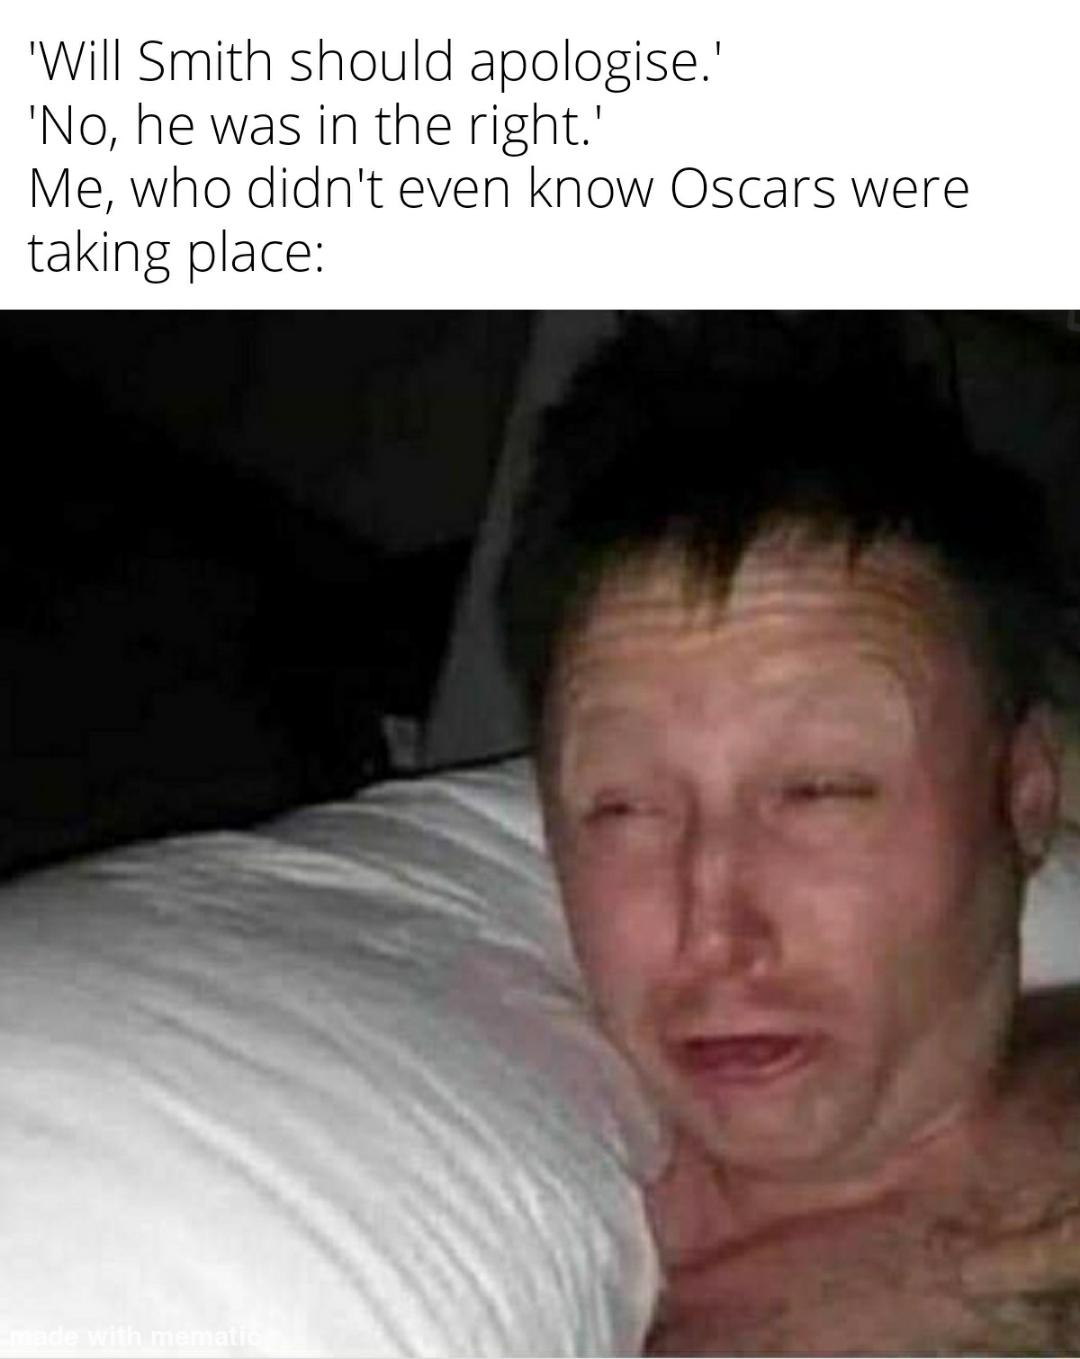 'Will Smith should apologise.'
'No, he was in the right.'
Me, who didn't even know Oscars were
taking place:
made with mematic